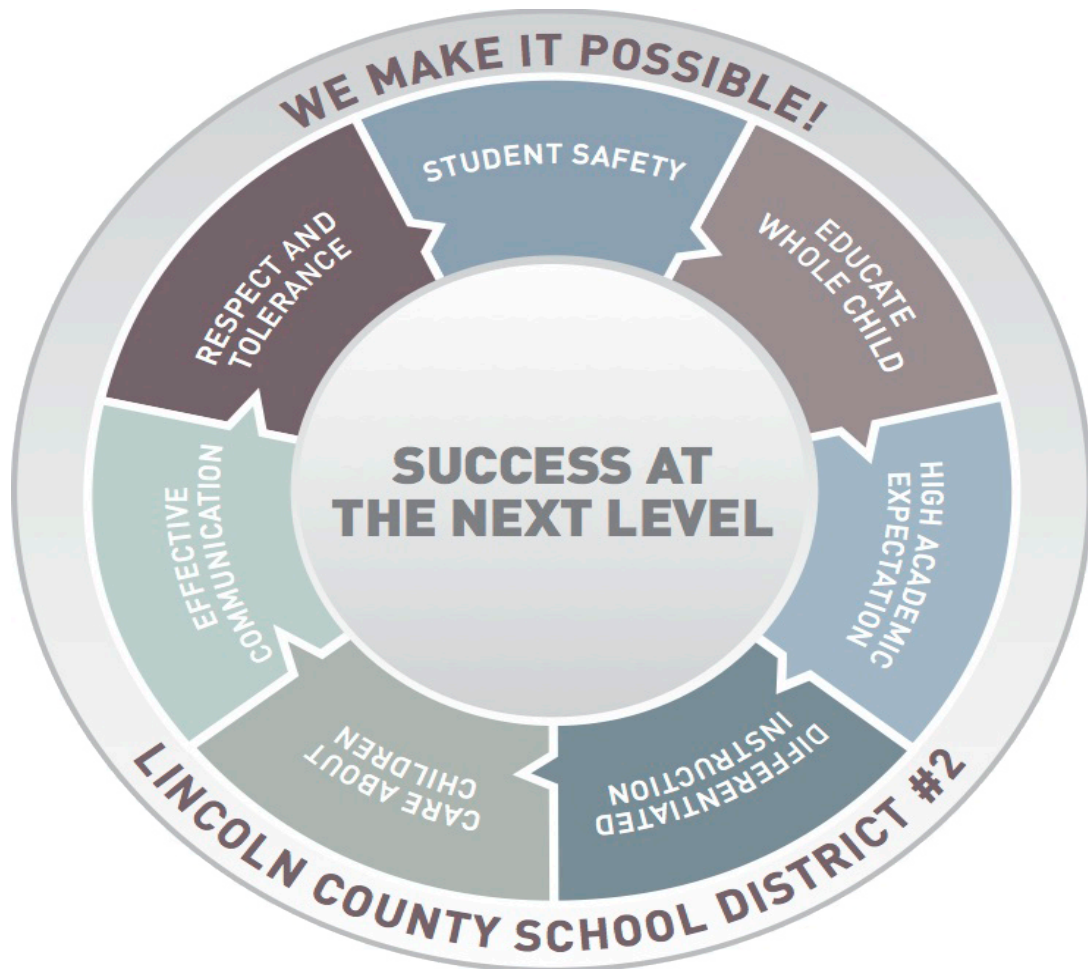 WE MAKE IT POSSIBLE!
STUDENT SAFETY
EDUCATE
WHOLE CHILD
HIGH ACADEMIC
EXPECTATION
DIFFERENTIATED
INSTRUCTION
CARE ABOUT
CHILDREN
EFFECTIVE
COMMUNICATION
RESPECT AND
TOLERANCE
SUCCESS AT
THE NEXT LEVEL
LINCOLN COUNTY SCHOOL DISTRICT #2